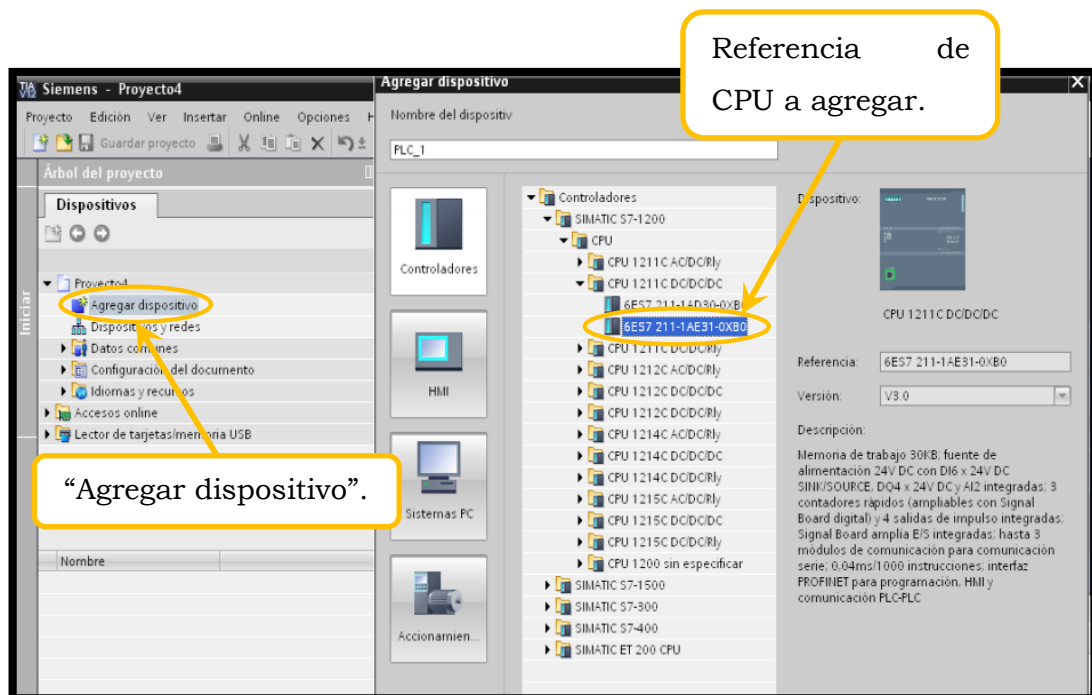 Referencia de
CPU a agregar.
TIA
V12
Siemens - Proyecto4
Proyecto Edición Ver Insertar Online Opciones H
Guardar proyecto
Árbol del proyecto
Dispositivos
Iniciar
Proyecto4
Agregar dispositivo
Dispositivos y redes
Datos comunes
Configuración del documento
Idiomas y recursos
Accesos online
Lector de tarjetas/memoria USB
“Agregar dispositivo”.
Nombre
Agregar dispositivo
X
Nombre del dispositiv
PLC_1
Controladores
HMI
Sistemas PC
Accionamien...
Controladores
SIMATIC S7-1200
CPU
CPU 1211C AC/DC/Rly
CPU 1211C DC/DC/DC
6ES7 211-1AD30-0XB0
6ES7 211-1AE31-0XB0
CPU 1211C DC/DC/Rly
CPU 1212C AC/DC/Rly
CPU 1212C DC/DC/DC
CPU 1212C DC/DC/Rly
CPU 1214C AC/DC/Rly
CPU 1214C DC/DC/DC
CPU 1214C DC/DC/Rly
CPU 1215C AC/DC/Rly
CPU 1215C DC/DC/DC
CPU 1215C DC/DC/Rly
CPU 1200 sin especificar
SIMATIC S7-1500
SIMATIC S7-300
SIMATIC S7-400
SIMATIC ET 200 CPU
Dispositivo:
CPU 1211C DC/DC/DC
Referencia: 6ES7 211-1AE31-0XB0
Versión: V3.0
Descripción:
Memoria de trabajo 30KB; fuente de
alimentación 24V DC con DI6 x 24V DC
SINK/SOURCE, DQ4 x 24V DC y AI2 integradas; 3
contadores rápidos (ampliables con Signal
Board digital) y 4 salidas de impulso integradas;
Signal Board amplia E/S integradas; hasta 3
módulos de comunicación para comunicación
serie; 0,04ms/1000 instrucciones; interfaz
PROFINET para programación, HMI y
comunicación PLC-PLC